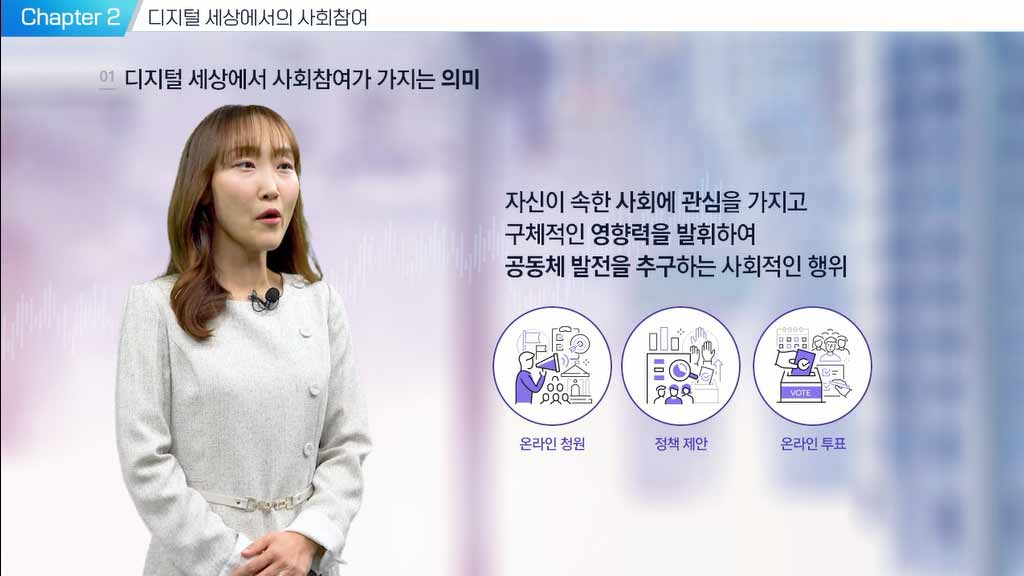 Chapter 2 디지털 세상에서의 사회참여
01 디지털 세상에서 사회참여가 가지는 의미
자신이 속한 사회에 관심을 가지고
구체적인 영향력을 발휘하여
공동체 발전을 추구하는 사회적인 행위
VOTE
온라인 청원
정책 제안
온라인 투표